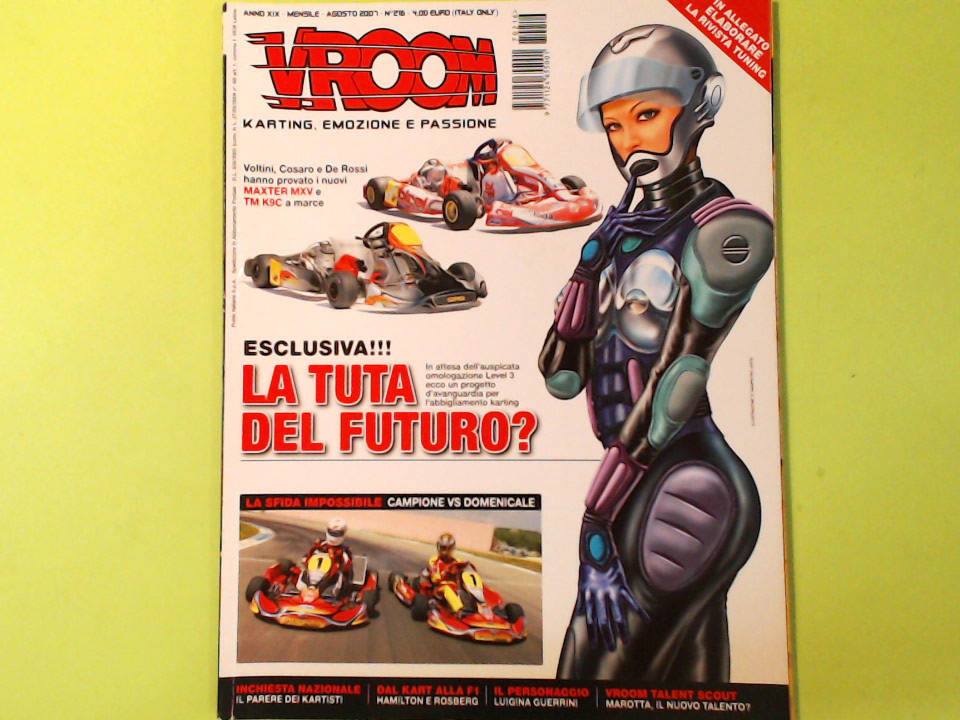 ANNO XIX - MENSILE - AGOSTO 2007 - N°216 - 4,00 EURO (ITALY ONLY)
VROOM
KARTING, EMOZIONE E PASSIONE
70216
IN ALLEGATO
ELABORARE
LA RIVISTA TUNING
Voltini, Cosaro e De Rossi
hanno provato i nuovi
MAXTER MXV e
TM K9C a marce
ESCLUSIVA!!!
LA TUTA
DEL FUTURO?
In attesa dell'auspicata
omologazione Level 3
ecco un progetto
d'avanguardia per
l'abbigliamento karting
LA SFIDA IMPOSSIBILE CAMPIONE VS DOMENICALE
1
1
INCHIESTA NAZIONALE
IL PARERE DEI KARTISTI
DAL KART ALLA F1
HAMILTON E ROSBERG
IL PERSONAGGIO
LUIGINA GUERRINI
VROOM TALENT SCOUT
MAROTTA, IL NUOVO TALENTO?